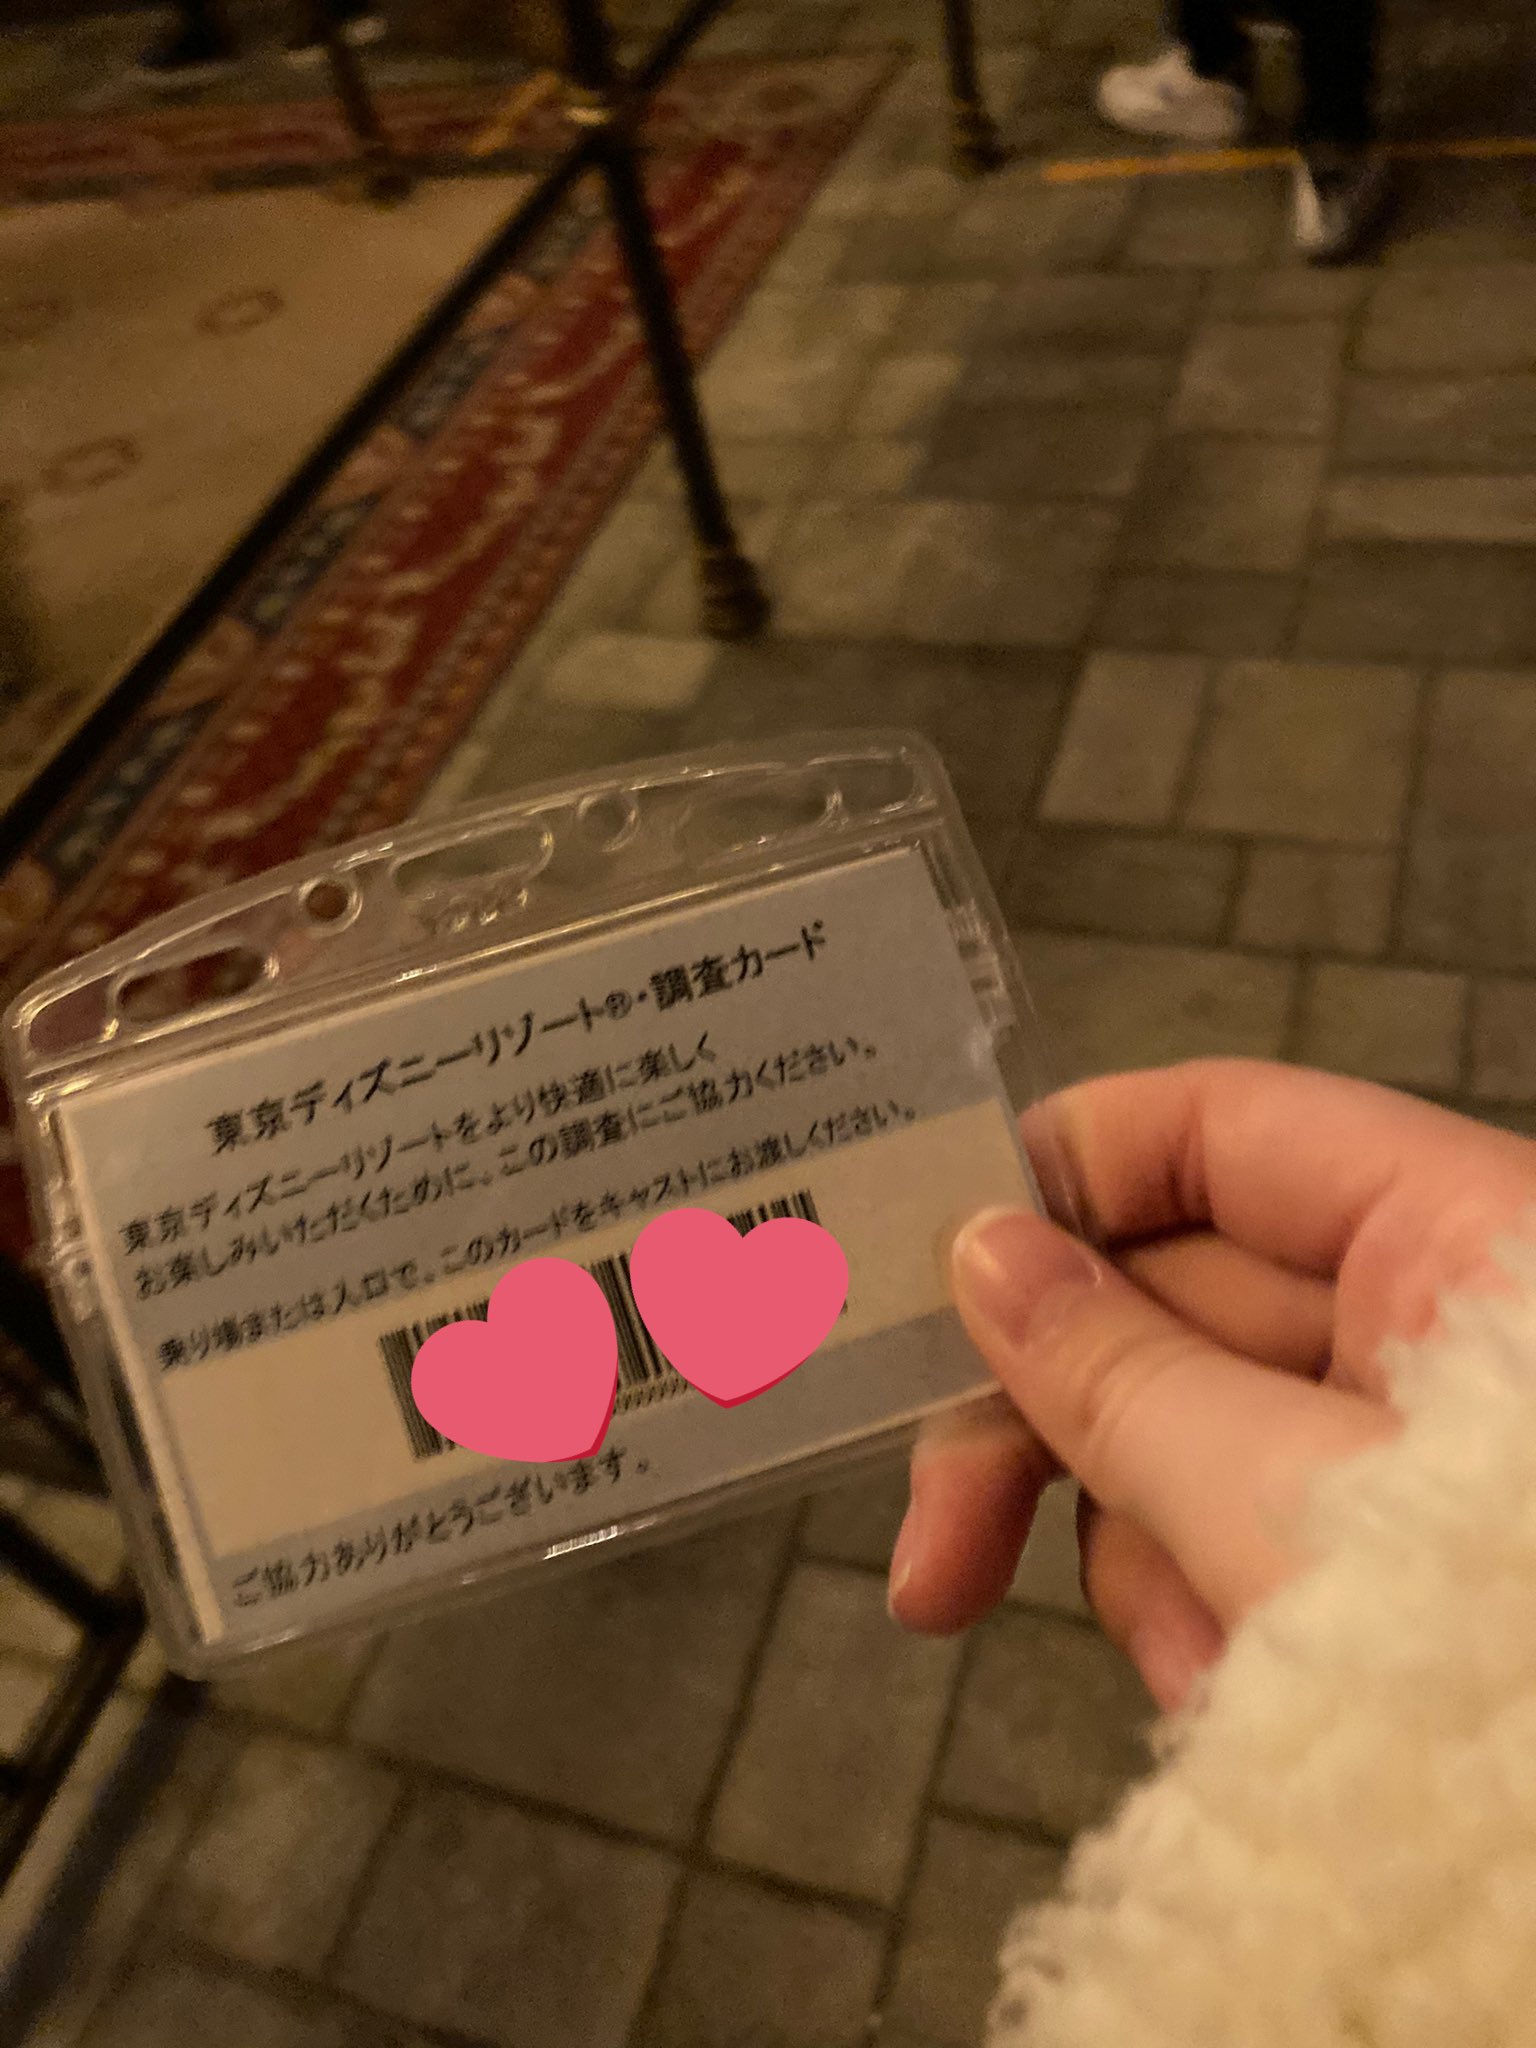 東京ディズニーリゾート®・調査カード
東京ディズニーリゾートをより快適に楽しく
お楽しみいただくために、この調査にご協力ください。
乗り場または入口で、このカードをキャストにお渡しください。
ご協力ありがとうございます。